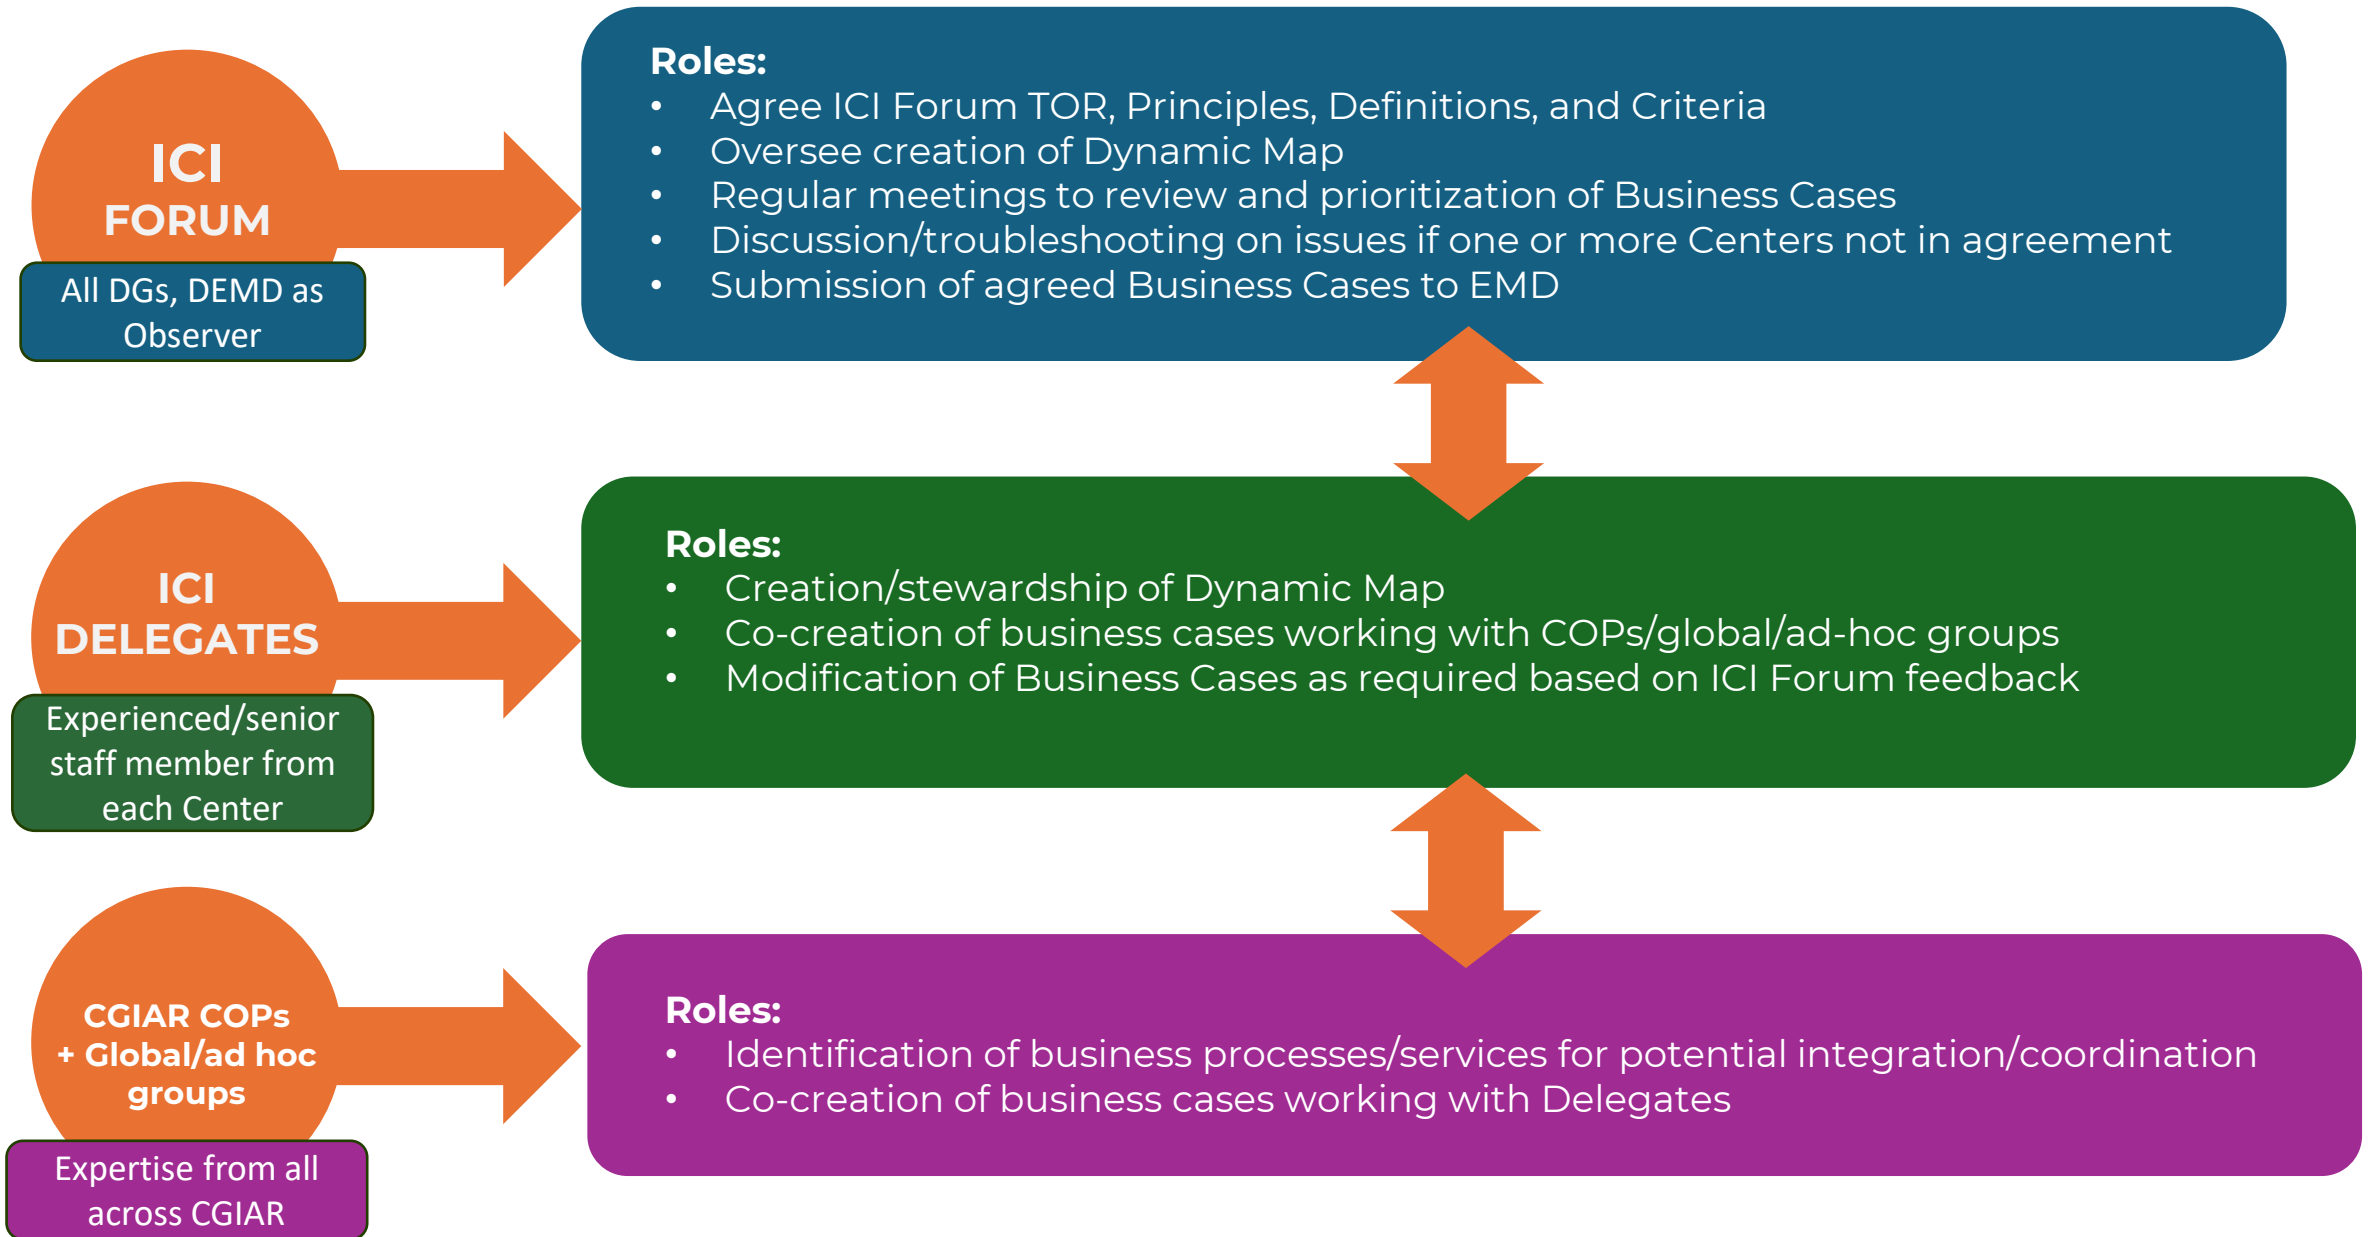 ICI
FORUM
All DGs, DEMD as
Observer
Roles:
• Agree ICI Forum TOR, Principles, Definitions, and Criteria
• Oversee creation of Dynamic Map
• Regular meetings to review and prioritization of Business Cases
• Discussion/troubleshooting on issues if one or more Centers not in agreement
• Submission of agreed Business Cases to EMD
ICI
DELEGATES
Experienced/senior
staff member from
each Center
Roles:
• Creation/stewardship of Dynamic Map
• Co-creation of business cases working with COPs/global/ad-hoc groups
• Modification of Business Cases as required based on ICI Forum feedback
CGIAR COPs
+ Global/ad hoc
groups
Expertise from all
across CGIAR
Roles:
• Identification of business processes/services for potential integration/coordination
• Co-creation of business cases working with Delegates